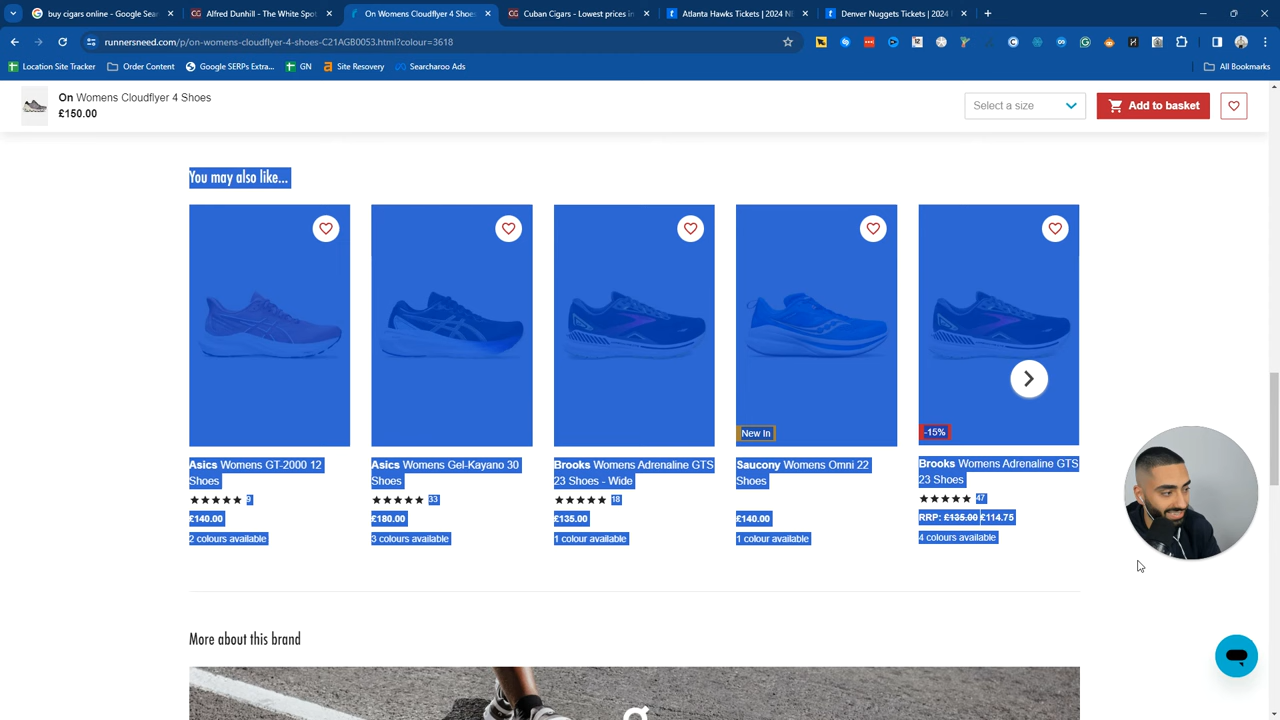 buy cigars online - Google Sear
Alfred Dunhill - The White Spot
On Womens Cloudflyer 4 Shoes
Cuban Cigars - Lowest prices in
Atlanta Hawks Tickets | 2024 N
Denver Nuggets Tickets | 2024
runnersneed.com/p/on-womens-cloudflyer-4-shoes-C21AGB0053.html?colour=3618
Location Site Tracker
Order Content
Google SERPs Extra...
GN
Site Recovery
Searcharoo Ads
All Bookmarks
On Womens Cloudflyer 4 Shoes
£150.00
Select a size
Add to basket
You may also like...
New In
-15%
Asics Womens GT-2000 12
Shoes
9
£140.00
2 colours available
Asics Womens Gel-Kayano 30
Shoes
33
£180.00
3 colours available
Brooks Womens Adrenaline GTS
23 Shoes - Wide
18
£135.00
1 colour available
Saucony Womens Omni 22
Shoes
£140.00
1 colour available
Brooks Womens Adrenaline GTS
23 Shoes
47
RRP: £135.00 £114.75
4 colours available
More about this brand